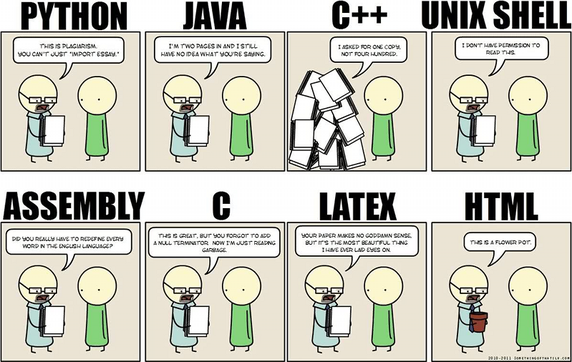 PYTHON
THIS IS PLAGIARISM.
YOU CAN'T JUST "IMPORT ESSAY."
JAVA
I'M TWO PAGES IN AND I STILL
HAVE NO IDEA WHAT YOU'RE SAYING.
C++
I ASKED FOR ONE COPY,
NOT FOUR HUNDRED.
UNIX SHELL
I DON'T HAVE PERMISSION TO
READ THIS.
ASSEMBLY
DID YOU REALLY HAVE TO REDEFINE EVERY
WORD IN THE ENGLISH LANGUAGE?
C
THIS IS GREAT, BUT YOU FORGOT TO ADD
A NULL TERMINATOR. NOW I'M JUST READING
GARBAGE.
LATEX
YOUR PAPER MAKES NO GODDAMN SENSE,
BUT IT'S THE MOST BEAUTIFUL THING
I HAVE EVER LAID EYES ON.
HTML
THIS IS A FLOWER POT.
2010-2011 SOMETHINGOFTHATILK.COM